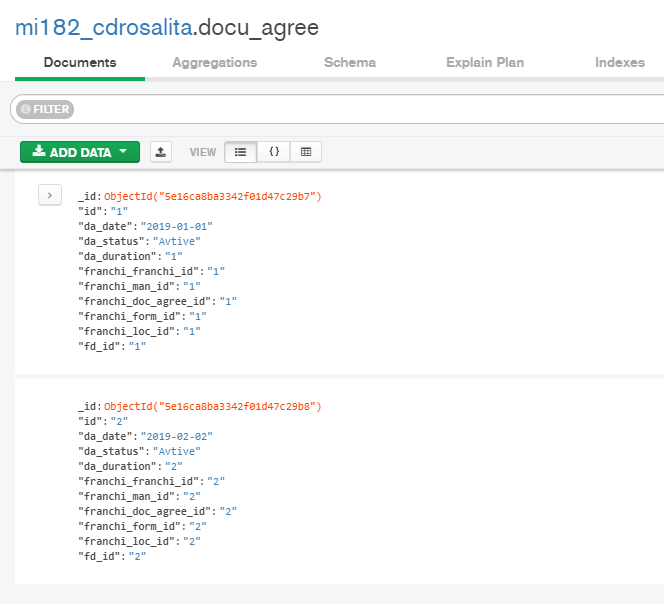 mi182_cdrosalita.docu_agree
Documents Aggregations Schema Explain Plan Indexes
FILTER
ADD DATA VIEW { }
_id: ObjectId("5e16ca8ba3342f01d47c29b7")
"id": "1"
"da_date": "2019-01-01"
"da_status": "Avtive"
"da_duration": "1"
"franchi_franchi_id": "1"
"franchi_man_id": "1"
"franchi_doc_agree_id": "1"
"franchi_form_id": "1"
"franchi_loc_id": "1"
"fd_id": "1"
_id: ObjectId("5e16ca8ba3342f01d47c29b8")
"id": "2"
"da_date": "2019-02-02"
"da_status": "Avtive"
"da_duration": "2"
"franchi_franchi_id": "2"
"franchi_man_id": "2"
"franchi_doc_agree_id": "2"
"franchi_form_id": "2"
"franchi_loc_id": "2"
"fd_id": "2"